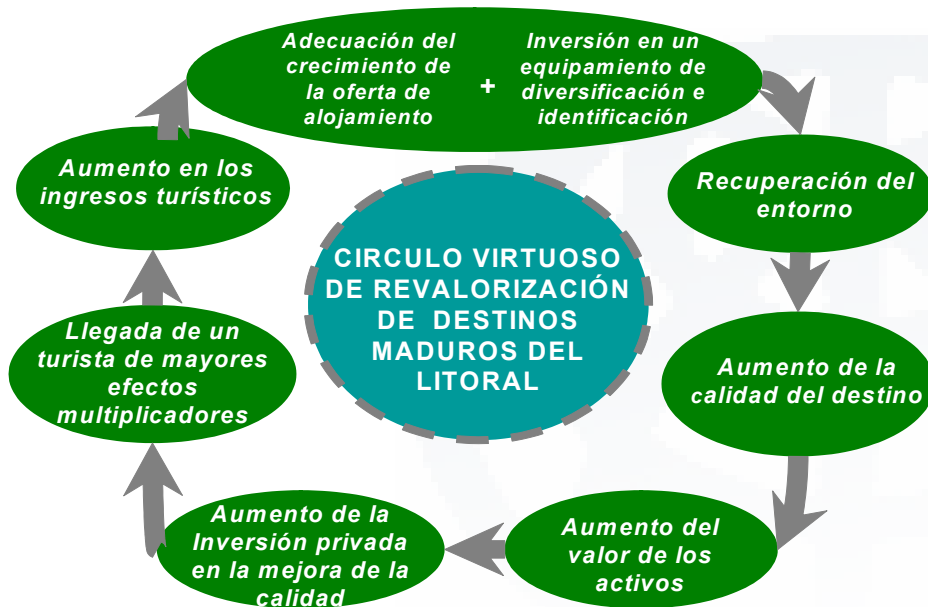 Adecuación del
crecimiento de
la oferta de
alojamiento
+
Inversión en un
equipamiento de
diversificación e
identificación
Recuperación del
entorno
Aumento de la
calidad del destino
Aumento del
valor de los
activos
Aumento de la
Inversión privada
en la mejora de la
calidad
Llegada de un
turista de mayores
efectos
multiplicadores
Aumento en los
ingresos turísticos
CIRCULO VIRTUOSO
DE REVALORIZACIÓN
DE DESTINOS
MADUROS DEL
LITORAL